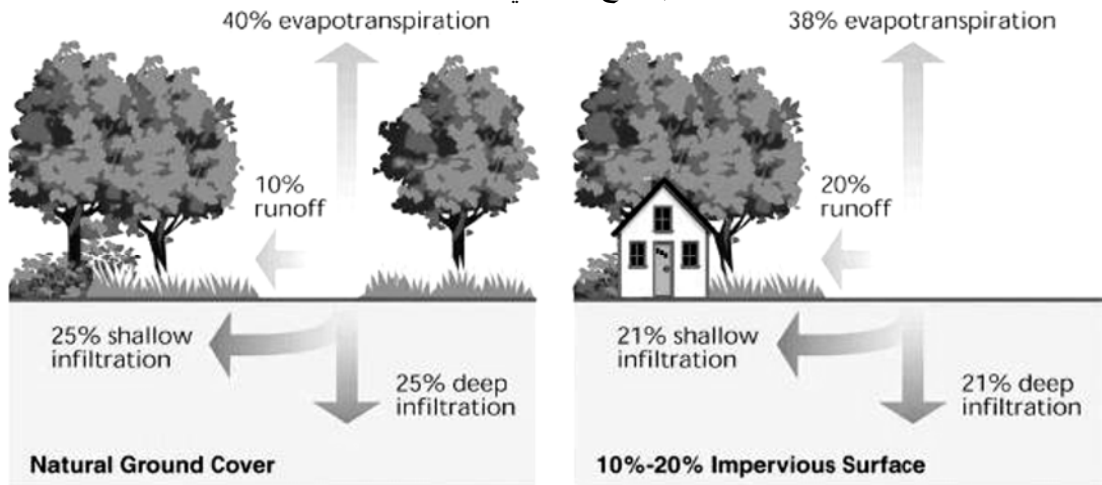 40% evapotranspiration
10%
runoff
25% shallow
infiltration
25% deep
infiltration
Natural Ground Cover
38% evapotranspiration
20%
runoff
21% shallow
infiltration
21% deep
infiltration
10%-20% Impervious Surface